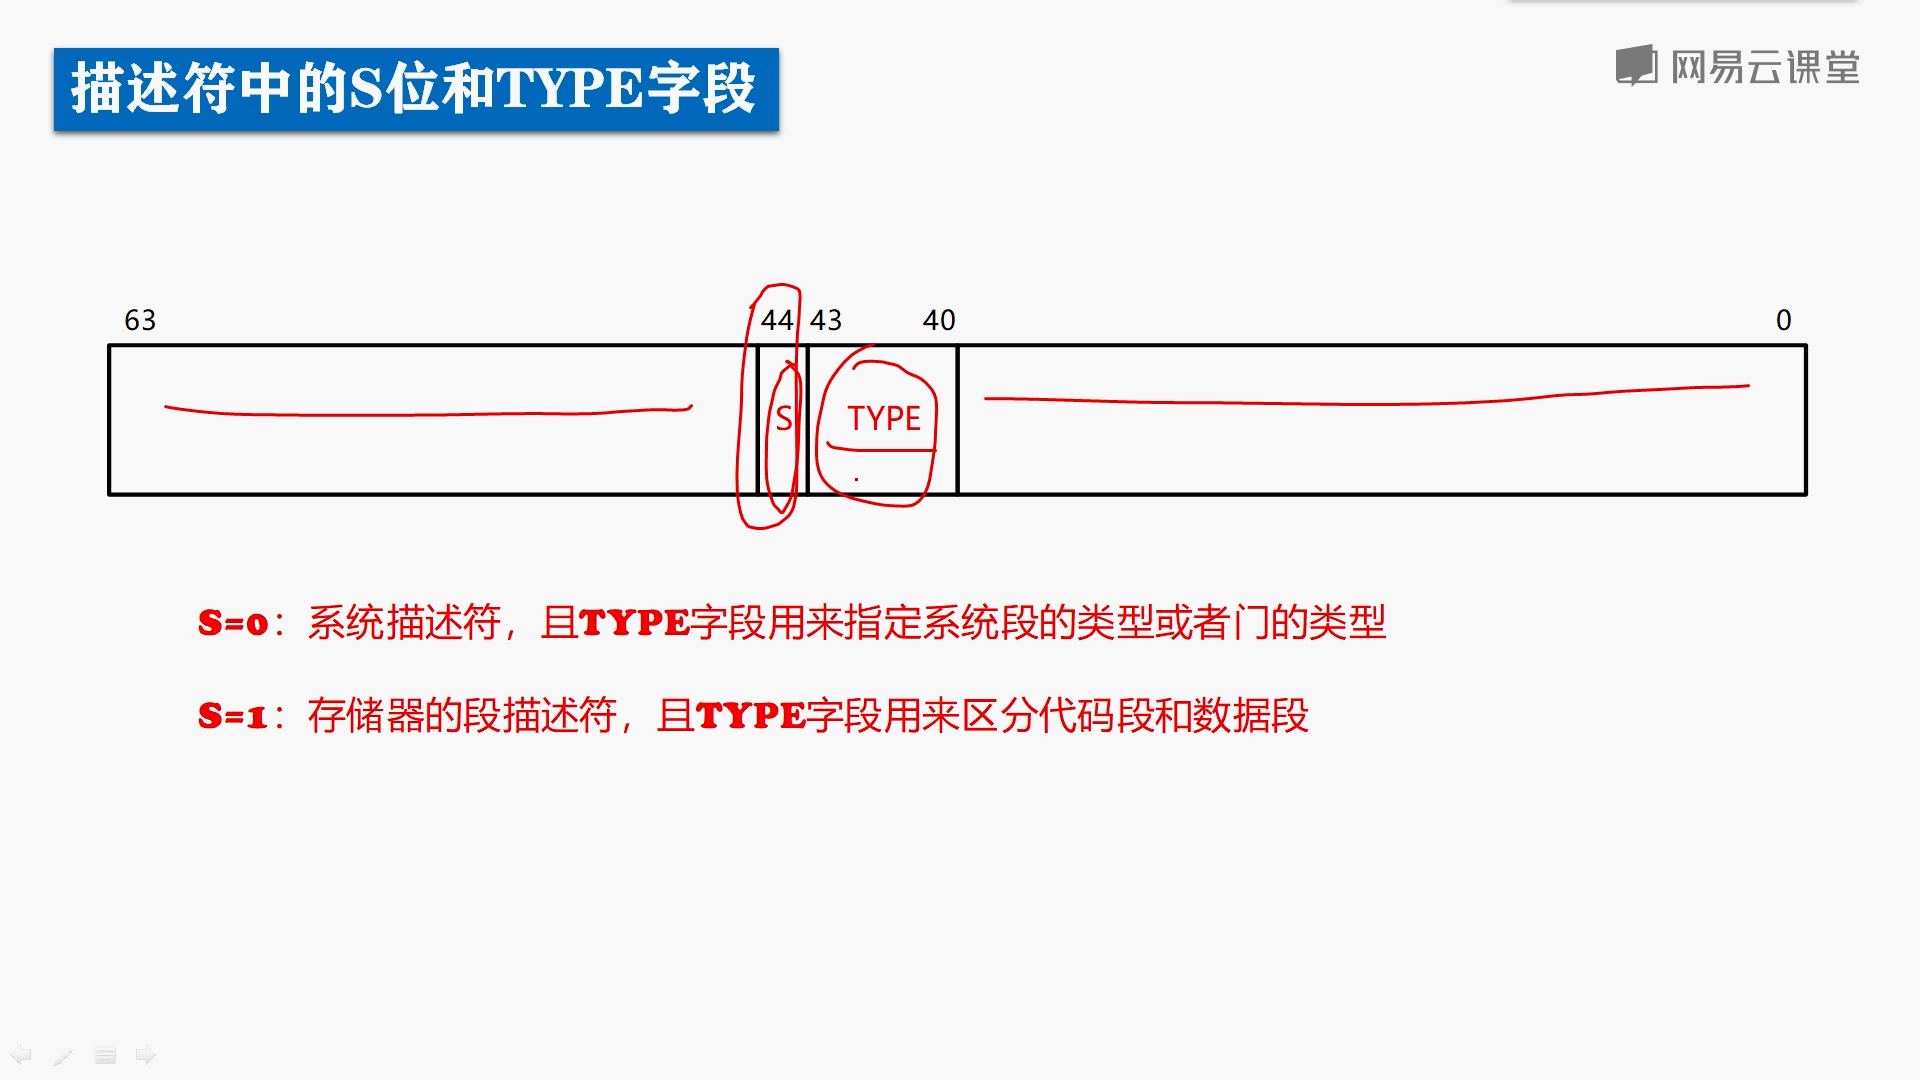 描述符中的S位和TYPE字段
网易云课堂
63 44 43 40 0
S TYPE
S=0：系统描述符，且TYPE字段用来指定系统段的类型或者门的类型
S=1：存储器的段描述符，且TYPE字段用来区分代码段和数据段